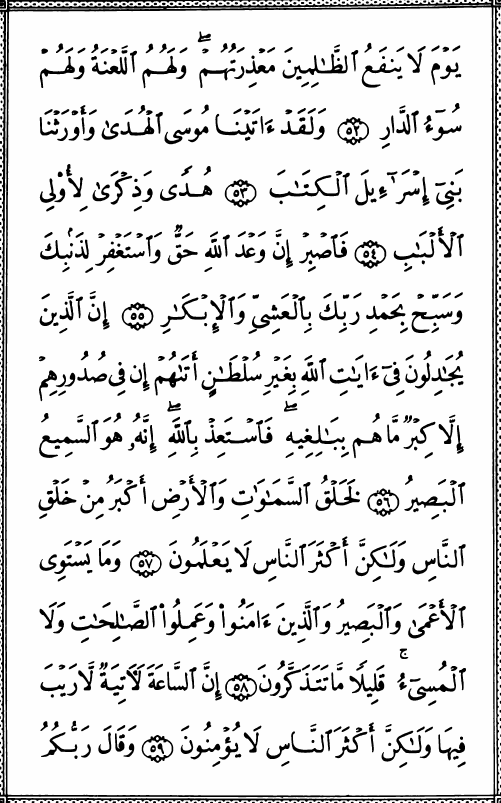 يَوْمَ لَا يَنفَعُ ٱلظَّٰلِمِينَ مَعْذِرَتُهُمْ ۖ وَلَهُمُ ٱللَّعْنَةُ وَلَهُمْ
سُوٓءُ ٱلدَّارِ ٥٢ وَلَقَدْ ءَاتَيْنَا مُوسَى ٱلْهُدَىٰ وَأَوْرَثْنَا
بَنِىٓ إِسْرَٰٓءِيلَ ٱلْكِتَٰبَ ٥٣ هُدًى وَذِكْرَىٰ لِأُو۟لِى
ٱلْأَلْبَٰبِ ٥٤ فَٱصْبِرْ إِنَّ وَعْدَ ٱللَّهِ حَقٌّ وَٱسْتَغْفِرْ لِذَنۢبِكَ
وَسَبِّحْ بِحَمْدِ رَبِّكَ بِٱلْعَشِىِّ وَٱلْإِبْكَٰرِ ٥٥ إِنَّ ٱلَّذِينَ
يُجَٰدِلُونَ فِىٓ ءَايَٰتِ ٱللَّهِ بِغَيْرِ سُلْطَٰنٍ أَتَىٰهُمْ إِن فِى صُدُورِهِمْ
إِلَّا كِبْرٌ مَّا هُم بِبَٰلِغِيهِ ۖ فَٱسْتَعِذْ بِٱللَّهِ ۖ إِنَّهُۥ هُوَ ٱلسَّمِيعُ
ٱلْبَصِيرُ ٥٦ لَخَلْقُ ٱلسَّمَٰوَٰتِ وَٱلْأَرْضِ أَكْبَرُ مِنْ خَلْقِ
ٱلنَّاسِ وَلَٰكِنَّ أَكْثَرَ ٱلنَّاسِ لَا يَعْلَمُونَ ٥٧ وَمَا يَسْتَوِى
ٱلْأَعْمَىٰ وَٱلْبَصِيرُ وَٱلَّذِينَ ءَامَنُوا۟ وَعَمِلُوا۟ ٱلصَّٰلِحَٰتِ وَلَا
ٱلْمُسِىٓءُ ۚ قَلِيلًا مَّا تَتَذَكَّرُونَ ٥٨ إِنَّ ٱلسَّاعَةَ لَءَاتِيَةٌ لَّا رَيْبَ
فِيهَا وَلَٰكِنَّ أَكْثَرَ ٱلنَّاسِ لَا يُؤْمِنُونَ ٥٩ وَقَالَ رَبُّكُمُ